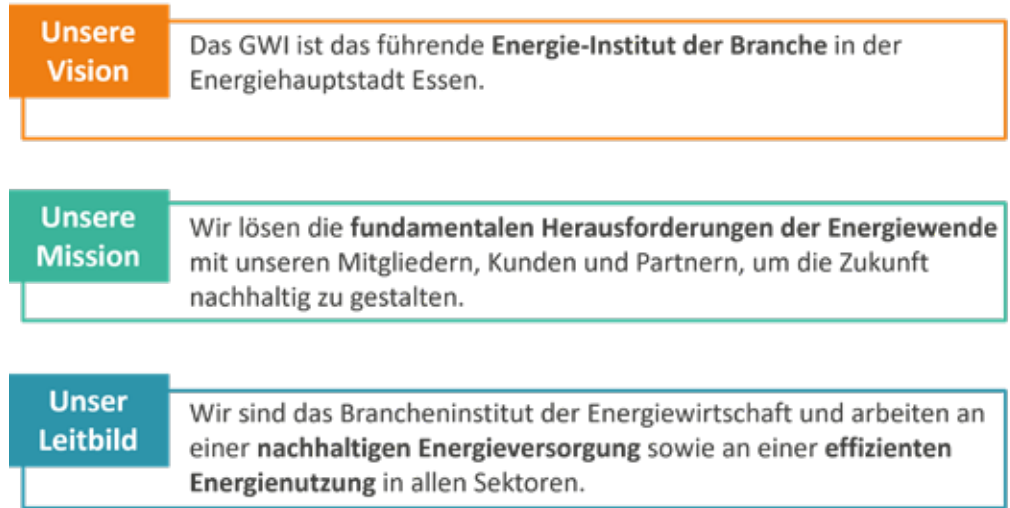 Unsere
Vision
Das GWI ist das führende Energie-Institut der Branche in der
Energiehauptstadt Essen.
Unsere
Mission
Wir lösen die fundamentalen Herausforderungen der Energiewende
mit unseren Mitgliedern, Kunden und Partnern, um die Zukunft
nachhaltig zu gestalten.
Unser
Leitbild
Wir sind das Brancheninstitut der Energiewirtschaft und arbeiten an
einer nachhaltigen Energieversorgung sowie an einer effizienten
Energienutzung in allen Sektoren.